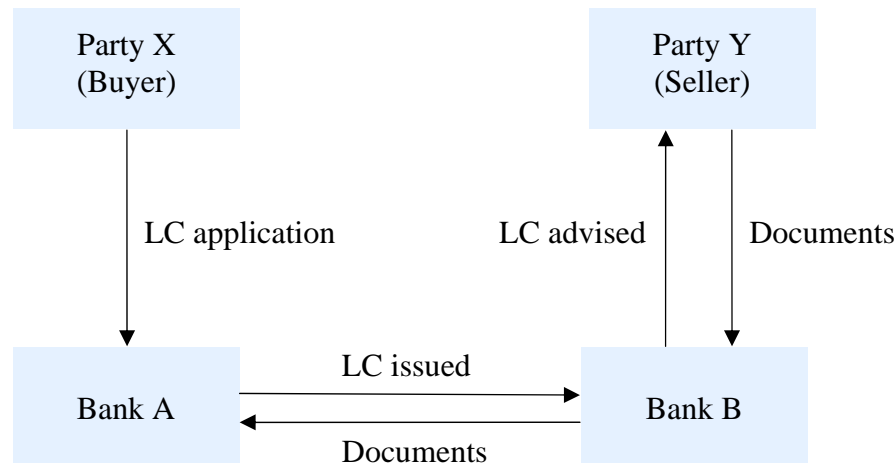 Party X
(Buyer)
Party Y
(Seller)
LC application
LC advised
Documents
LC issued
Bank A
Bank B
Documents